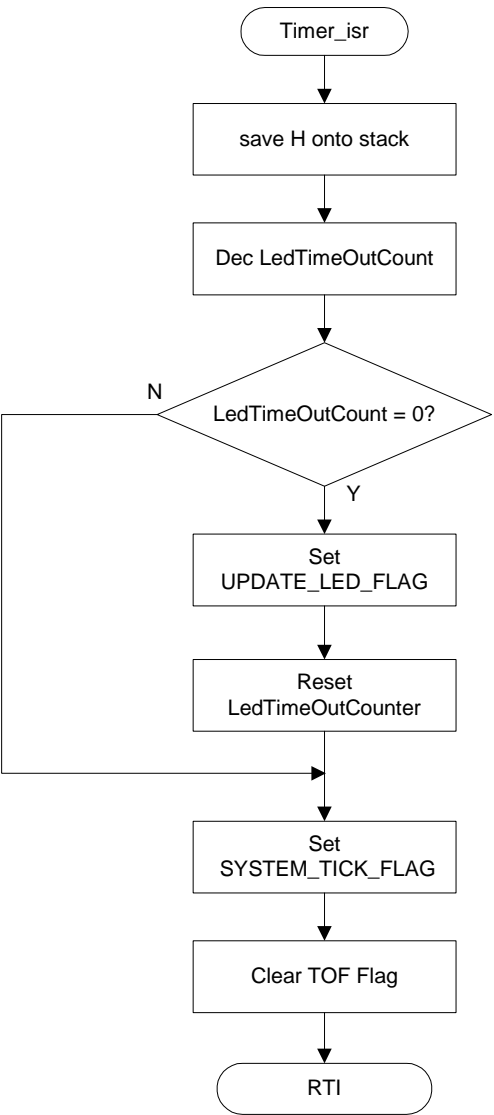 Timer_isr
save H onto stack
Dec LedTimeOutCount
N
LedTimeOutCount = 0?
Y
Set
UPDATE_LED_FLAG
Reset
LedTimeOutCounter
Set
SYSTEM_TICK_FLAG
Clear TOF Flag
RTI